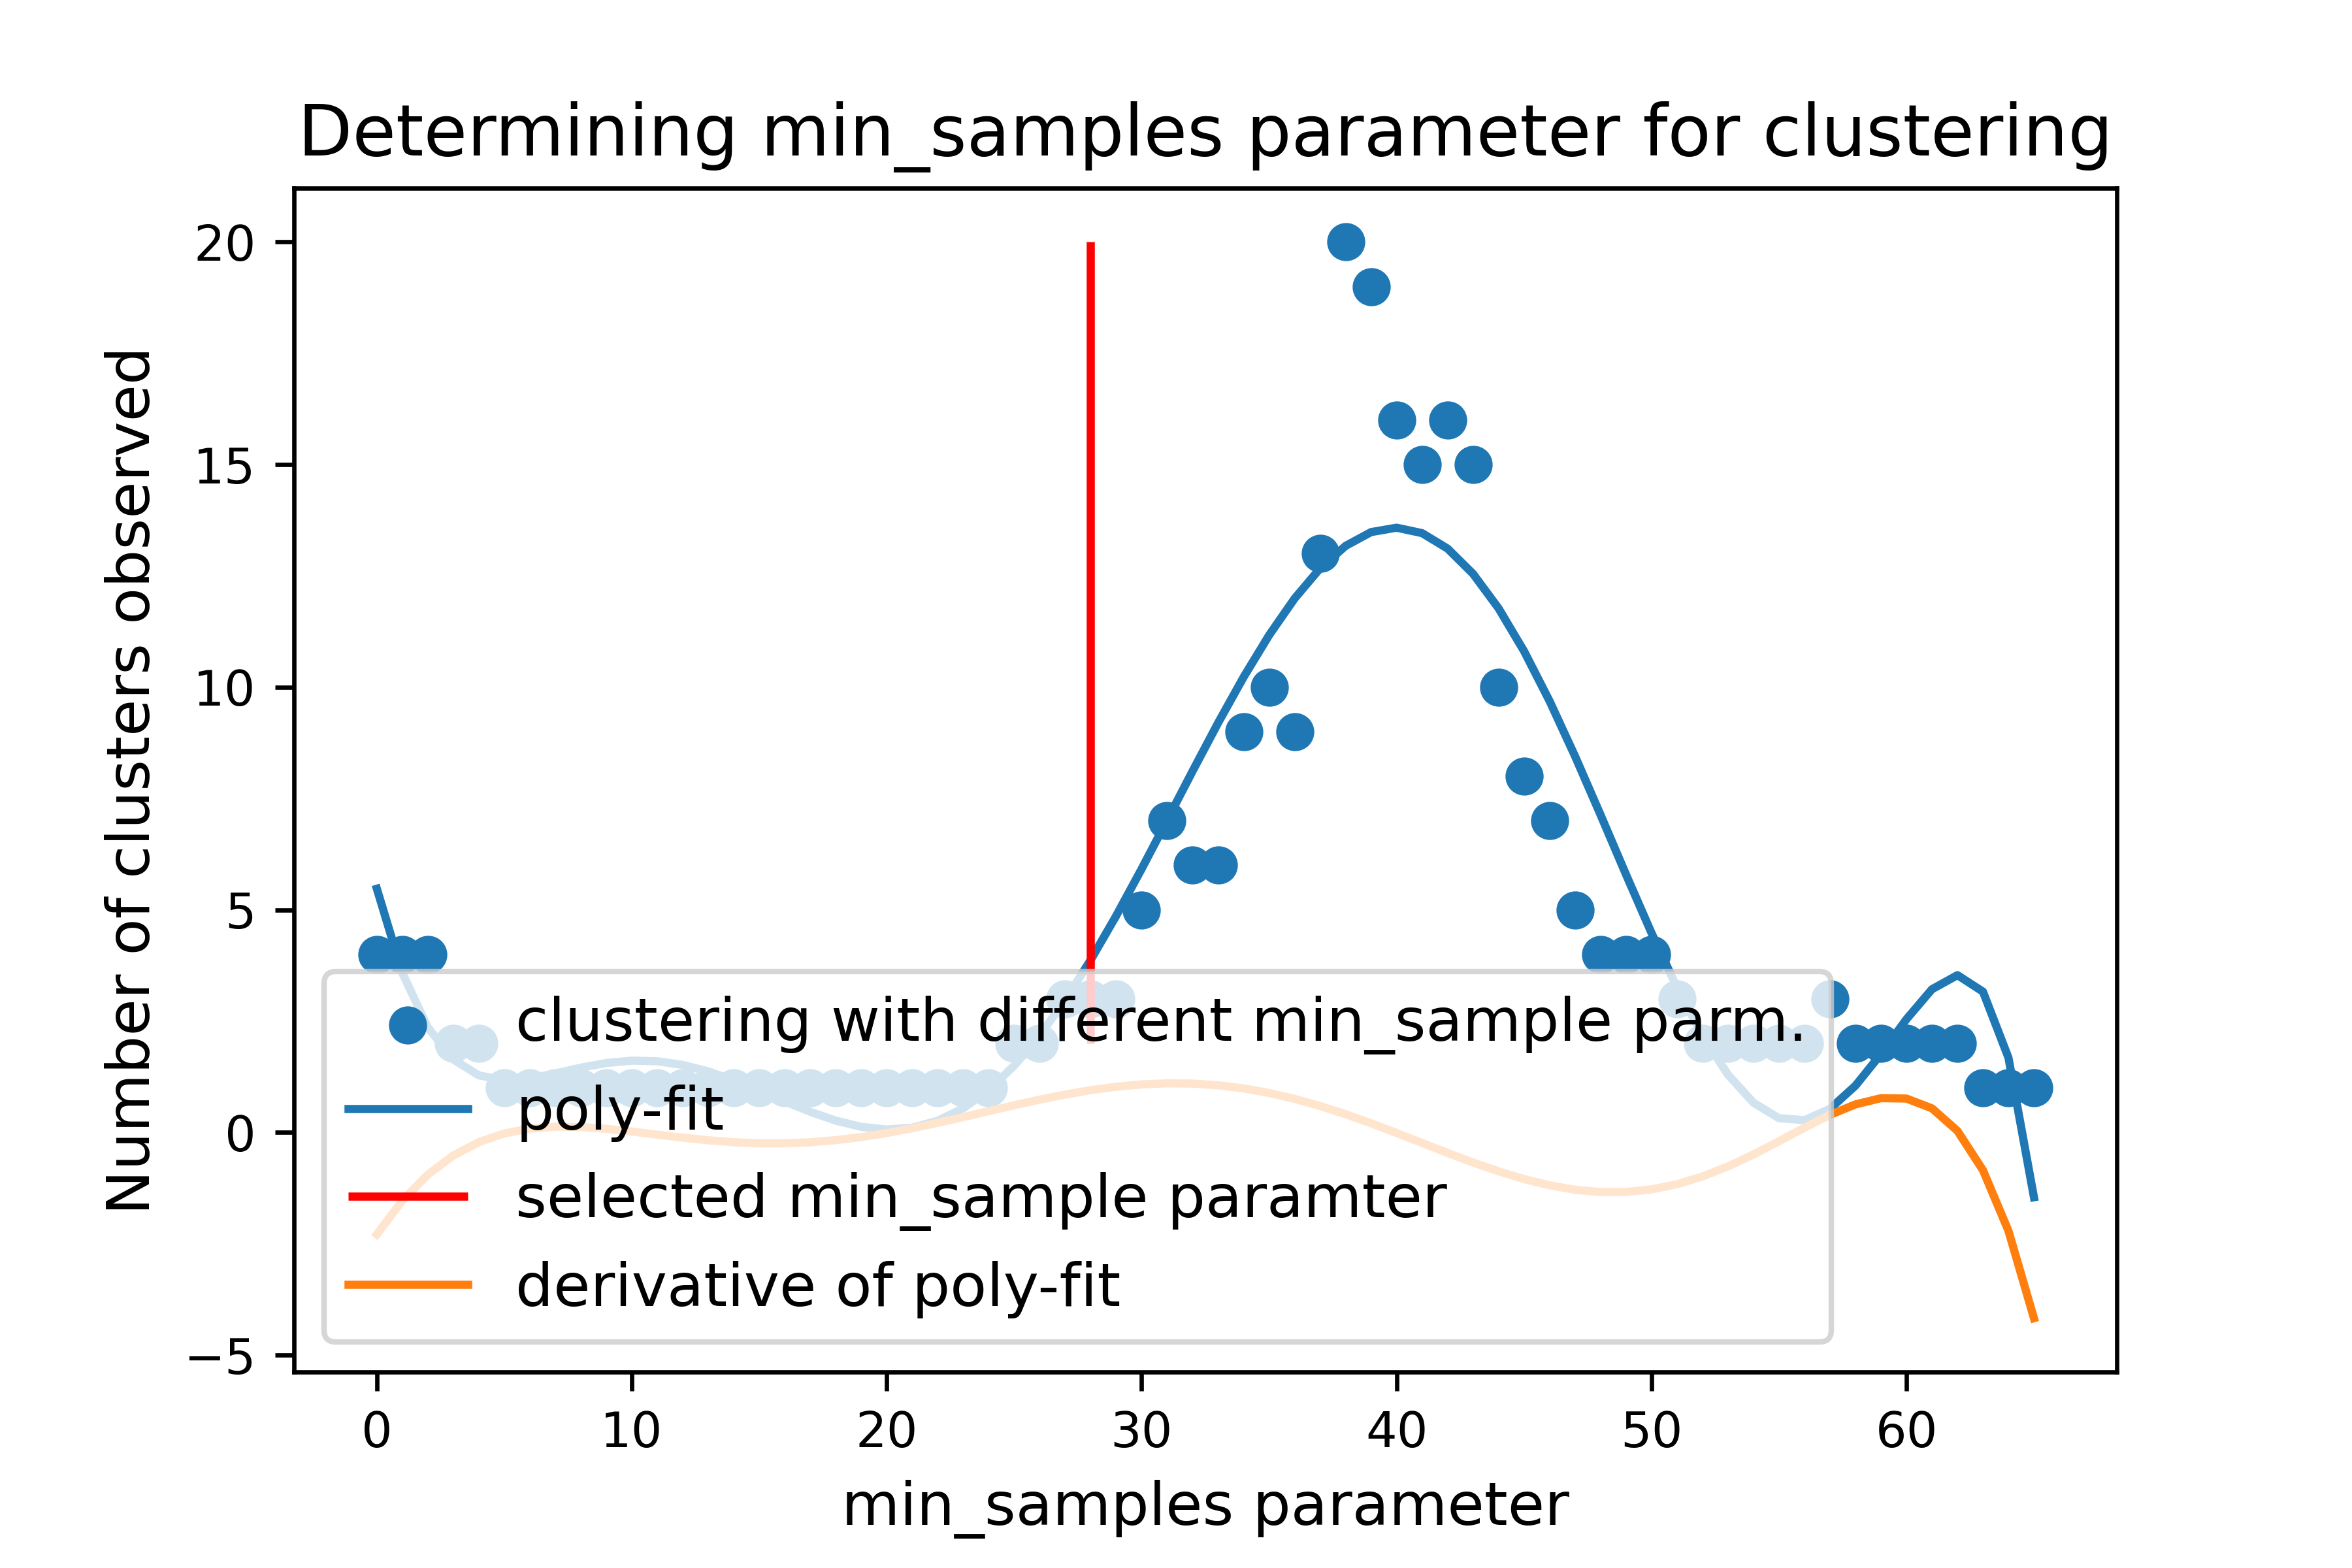 Determining min_samples parameter for clustering
Number of clusters observed
20
15
10
5
0
−5
clustering with different min_sample parm.
poly-fit
selected min_sample paramter
derivative of poly-fit
0 10 20 30 40 50 60
min_samples parameter